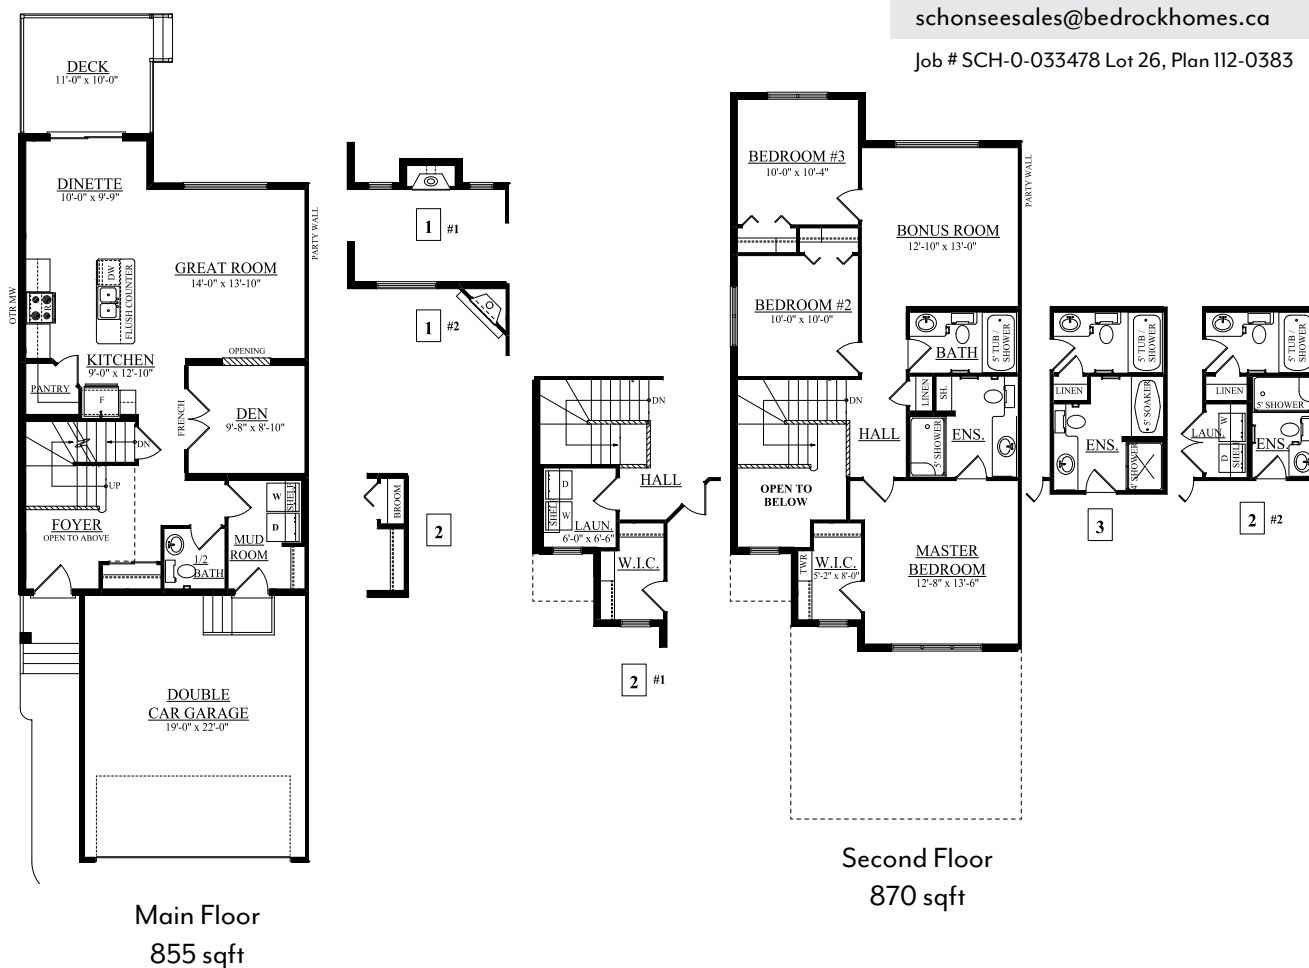 schonseesales@bedrockhomes.ca
Job # SCH-0-033478 Lot 26, Plan 112-0383
DECK
11'-0" x 10'-0"
DINETTE
10'-0" x 9'-9"
PARTY WALL
GREAT ROOM
14'-0" x 13'-10"
OTR MW
R
DW
FLUSH COUNTER
KITCHEN
9'-0" x 12'-10"
OPENING
PANTRY
F
FRENCH
DEN
9'-8" x 8'-10"
DN
UP
FOYER
OPEN TO ABOVE
W
SHELF
D
MUD
ROOM
1/2
BATH
DOUBLE
CAR GARAGE
19'-0" x 22'-0"
Main Floor
855 sqft
1 #1
1 #2
BROOM
2
DN
HALL
D
SHELF
W
LAUN.
6'-0" x 6'-6"
W.I.C.
2 #1
BEDROOM #3
10'-0" x 10'-4"
PARTY WALL
BONUS ROOM
12'-10" x 13'-0"
BEDROOM #2
10'-0" x 10'-0"
BATH
5' TUB /
SHOWER
DN
LINEN
SH.
HALL
5' SHOWER
ENS.
OPEN TO
BELOW
TWR
W.I.C.
5'-2" x 8'-0"
MASTER
BEDROOM
12'-8" x 13'-6"
Second Floor
870 sqft
5' TUB /
SHOWER
LINEN
5' SOAKER
ENS.
4' SHOWER
3
5' TUB /
SHOWER
LINEN
5' SHOWER
LAUN.
W
D
SHELF
ENS.
2 #2